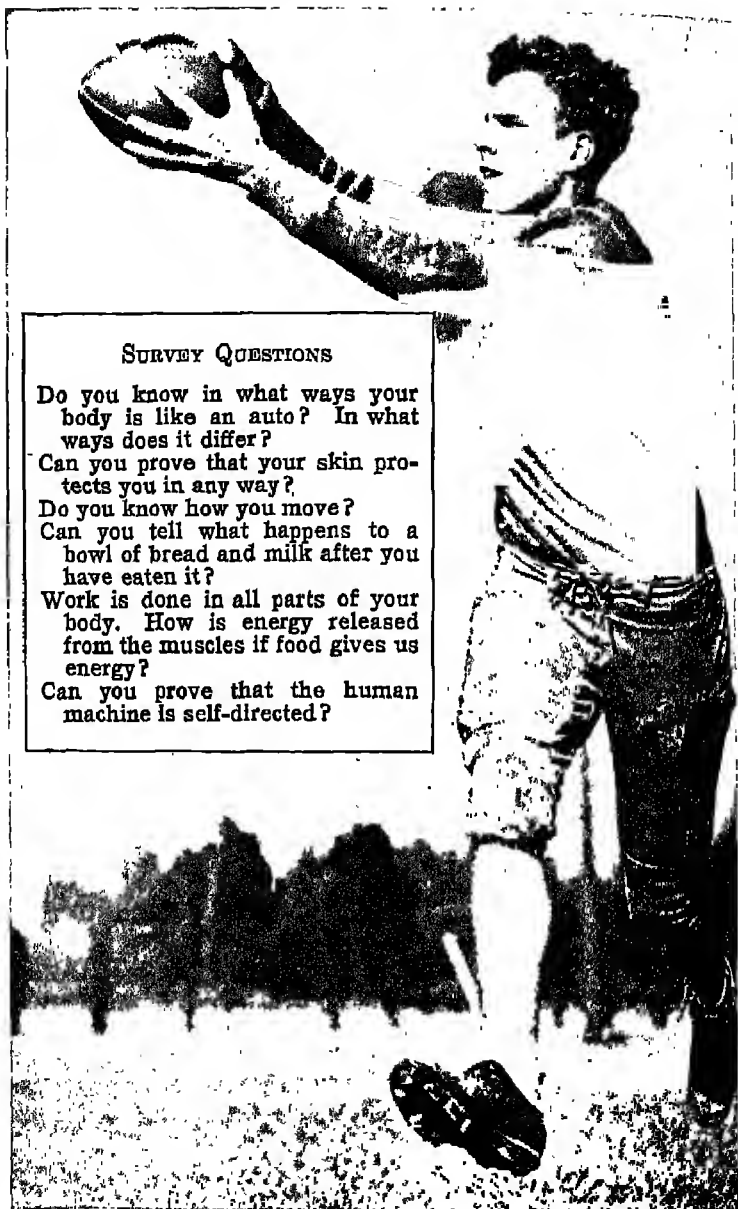 SURVEY QUESTIONS
Do you know in what ways your
body is like an auto? In what
ways does it differ?
Can you prove that your skin pro-
tects you in any way?
Do you know how you move?
Can you tell what happens to a
bowl of bread and milk after you
have eaten it?
Work is done in all parts of your
body. How is energy released
from the muscles if food gives us
energy?
Can you prove that the human
machine is self-directed?